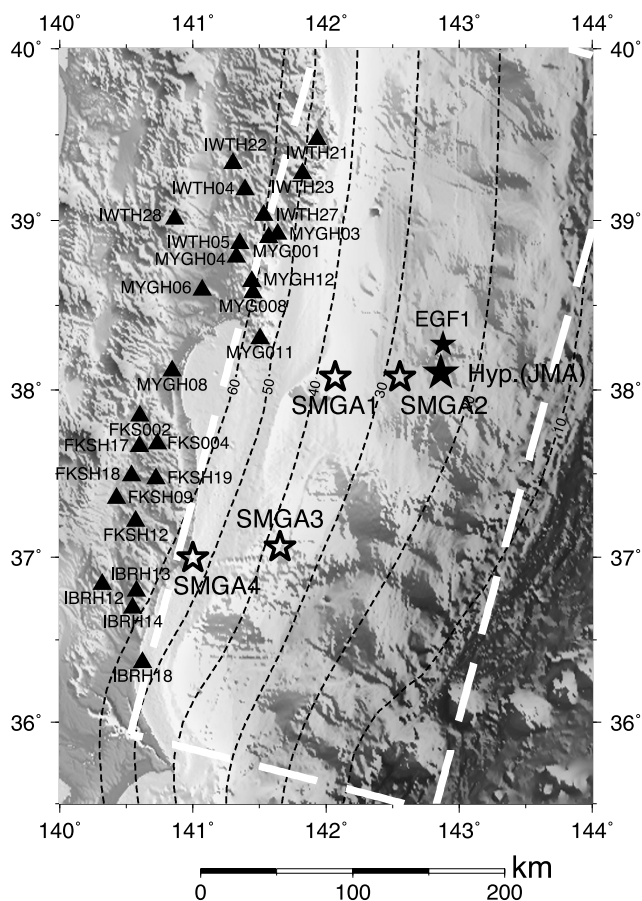 140˚ 141˚ 142˚ 143˚ 144˚
40˚ 40˚
IWTH22
IWTH21
IWTH04
IWTH23
IWTH28
IWTH27
39˚ 39˚
IWTH05
MYGH03
MYG001
MYGH04
MYGH12
MYGH06
MYG008
EGF1
MYG011
Hyp.(JMA)
38˚ 38˚
MYGH08
60
50
40
30
20
10
SMGA1
SMGA2
FKS002
FKS004
FKSH17
FKSH18
FKSH19
FKSH09
SMGA3
FKSH12
37˚ 37˚
IBRH13
SMGA4
IBRH12
IBRH14
IBRH18
36˚ 36˚
140˚ 141˚ 142˚ 143˚ 144˚
km
0 100 200